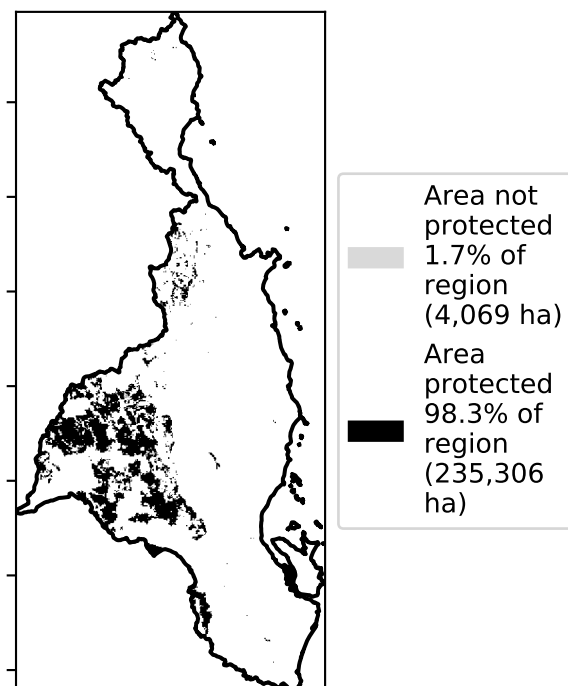 Area not
protected
1.7% of
region
(4,069 ha)
Area
protected
98.3% of
region
(235,306
ha)